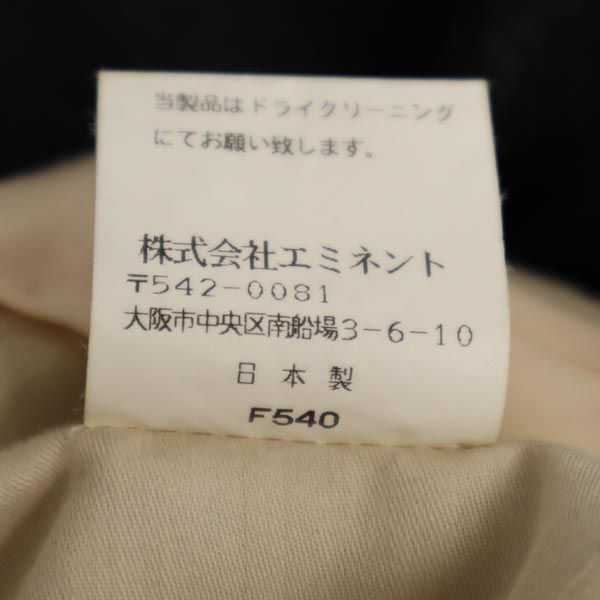 当製品はドライクリーニング
にてお願い致します。
株式会社エミネント
〒542-0081
大阪市中央区南船場3-6-10
日本製
F540